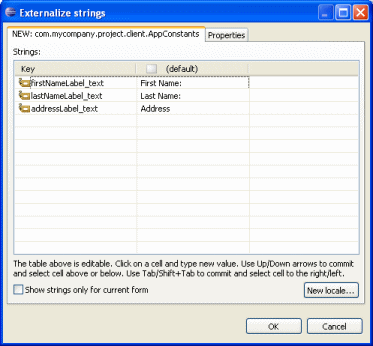 Externalize strings
NEW: com.mycompany.project.client.AppConstants Properties
Strings:
Key (default)
firstNameLabel_text First Name:
lastNameLabel_text Last Name:
addressLabel_text Address
The table above is editable. Click on a cell and type new value. Use Up/Down arrows to commit
and select cell above or below. Use Tab/Shift+Tab to commit and select cell to the right/left.
Show strings only for current form New locale...
OK Cancel